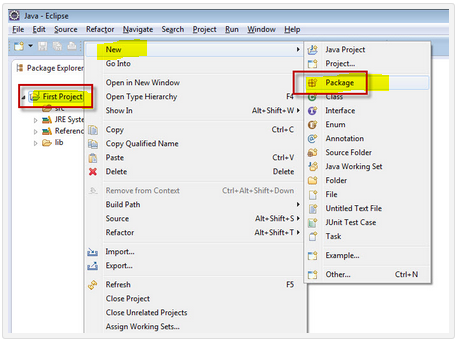 Java - Eclipse
File Edit Source Refactor Navigate Search Project Run Window Help
Package Explorer
First Project
src
JRE Syste
Reference
lib
New
Go Into
Open in New Window
Open Type Hierarchy F4
Show In Alt+Shift+W
Copy Ctrl+C
Copy Qualified Name
Paste Ctrl+V
Delete Delete
Remove from Context Ctrl+Alt+Shift+Down
Build Path
Source Alt+Shift+S
Refactor Alt+Shift+T
Import...
Export...
Refresh F5
Close Project
Close Unrelated Projects
Assign Working Sets...
Java Project
Project...
Package
Class
Interface
Enum
Annotation
Source Folder
Java Working Set
Folder
File
Untitled Text File
JUnit Test Case
Task
Example...
Other... Ctrl+N